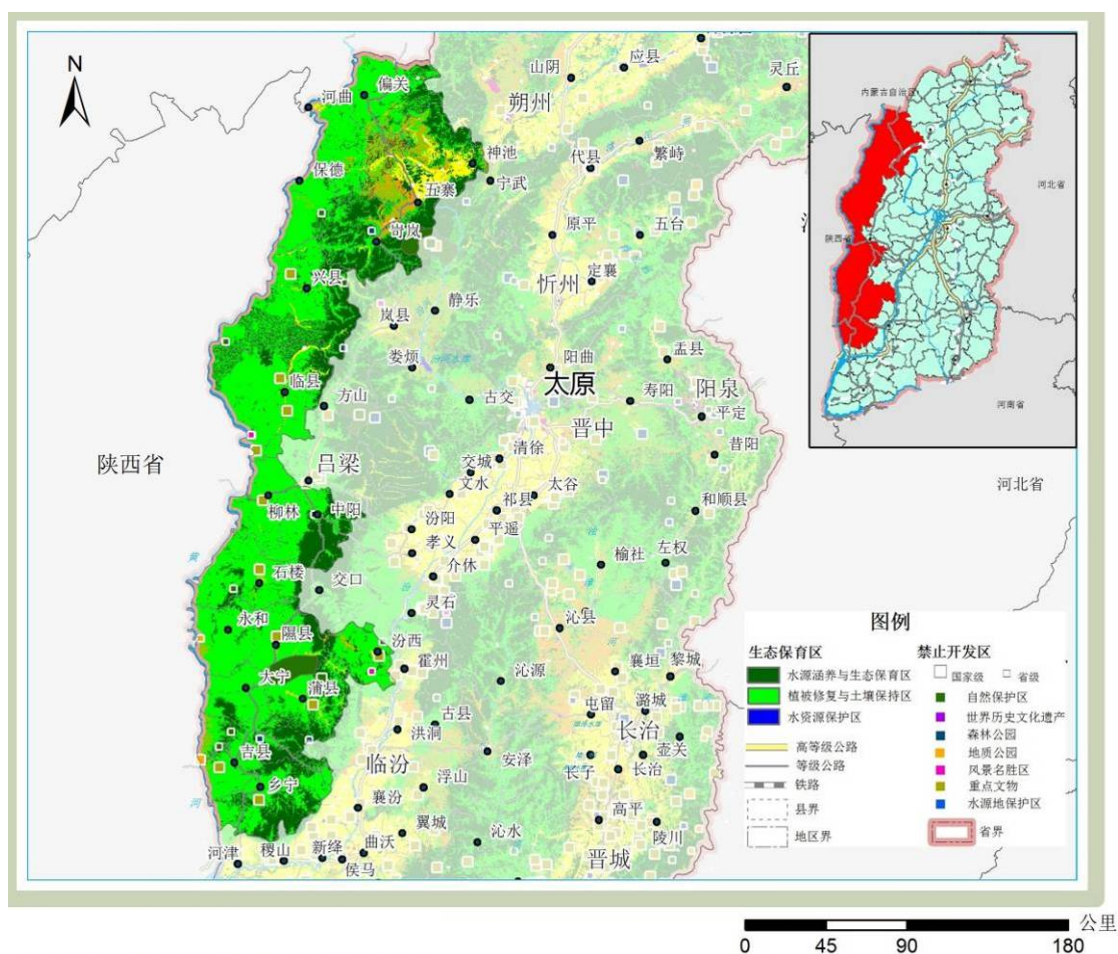 N
偏关
河曲
神池
保德
五寨
宁武
岢岚
兴县
岚县
静乐
娄烦
临县
方山
吕梁
柳林
中阳
石楼
交口
永和
隰县
汾西
大宁
蒲县
霍州
吉县
乡宁
洪洞
临汾
襄汾
河津
稷山
新绛
侯马
曲沃
翼城
浮山
古县
安泽
沁水
山阴
应县
灵丘
朔州
代县
繁峙
原平
五台
忻州
定襄
阳曲
盂县
太原
古交
寿阳
阳泉
平定
晋中
清徐
昔阳
交城
文水
太谷
祁县
和顺县
汾阳
平遥
孝义
介休
榆社
左权
灵石
沁县
沁源
襄垣
黎城
屯留
潞城
长治
壶关
长子
长治
高平
陵川
晋城
陕西省
河北省
黄
河
汾
内蒙古自治区
河北省
陕西省
河南省
图例
生态保育区
水源涵养与生态保育区
植被修复与土壤保持区
水资源保护区
高等级公路
等级公路
铁路
县界
地区界
禁止开发区
国家级 省级
自然保护区
世界历史文化遗产
森林公园
地质公园
风景名胜区
重点文物
水源地保护区
省界
公里
0 45 90 180